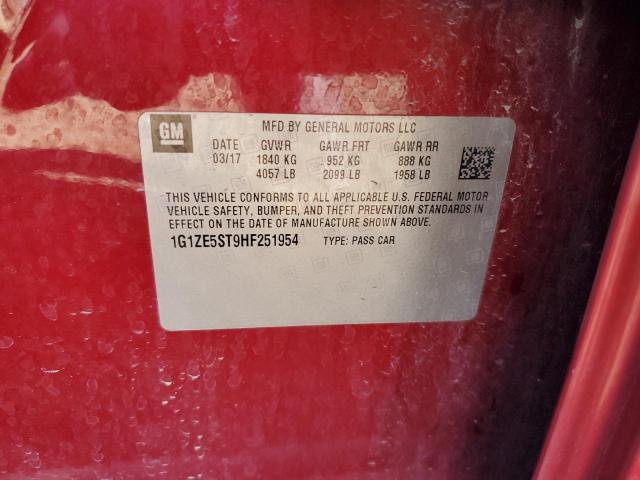 GM
MFD BY GENERAL MOTORS LLC
DATE GVWR GAWR FRT GAWR RR
03/17 1840 KG 952 KG 888 KG
4057 LB 2099 LB 1958 LB
THIS VEHICLE CONFORMS TO ALL APPLICABLE U.S. FEDERAL MOTOR
VEHICLE SAFETY, BUMPER, AND THEFT PREVENTION STANDARDS IN
EFFECT ON THE DATE OF MANUFACTURE SHOWN ABOVE.
1G1ZE5ST9HF251954 TYPE: PASS CAR